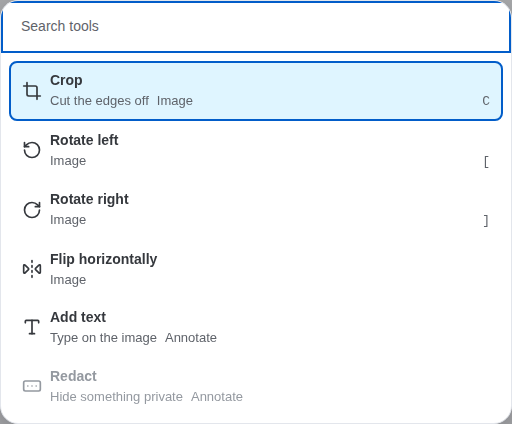 Search tools
Crop
Cut the edges off Image C
Rotate left
Image [
Rotate right
Image ]
Flip horizontally
Image
Add text
Type on the image Annotate
Redact
Hide something private Annotate